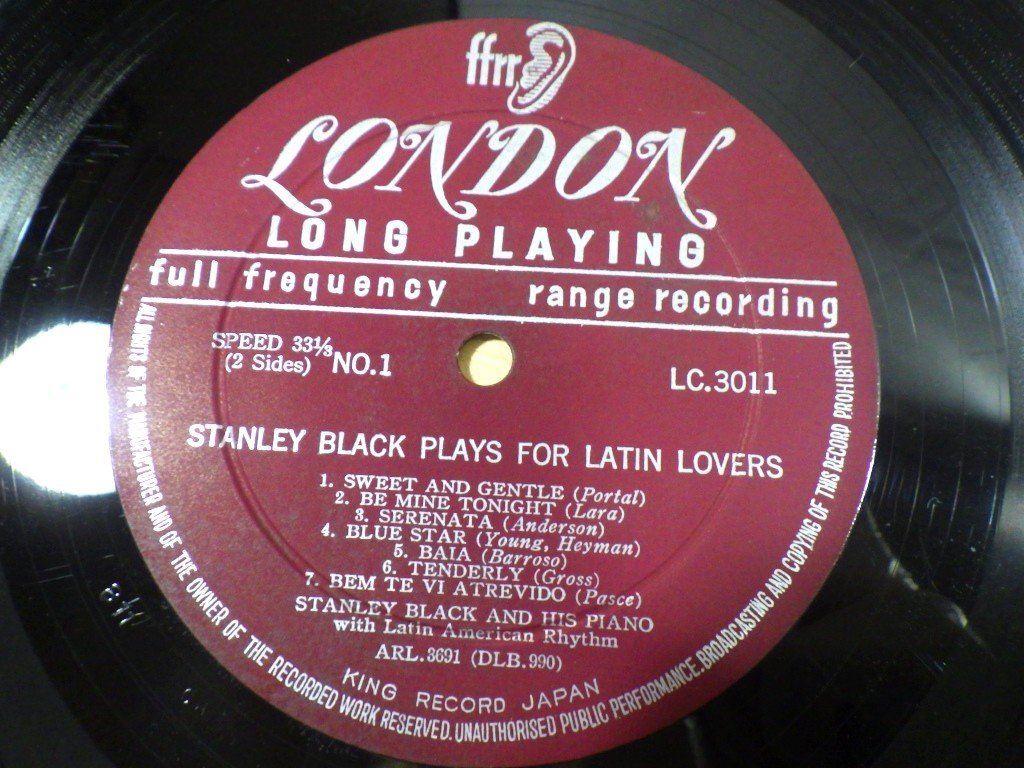 ffrr
LONDON
LONG PLAYING
full frequency range recording
SPEED 33⅓
(2 Sides) NO.1
LC.3011
STANLEY BLACK PLAYS FOR LATIN LOVERS
1. SWEET AND GENTLE (Portal)
2. BE MINE TONIGHT (Lara)
3. SERENATA (Anderson)
4. BLUE STAR (Young, Heyman)
5. BAIA (Barroso)
6. TENDERLY (Gross)
7. BEM TE VI ATREVIDO (Pasce)
STANLEY BLACK AND HIS PIANO
with Latin American Rhythm
ARL.3691 (DLB.990)
KING RECORD JAPAN
ALL RIGHTS OF THE MANUFACTURER AND OF THE OWNER OF THE RECORDED WORK RESERVED. UNAUTHORISED PUBLIC PERFORMANCE. BROADCASTING AND COPYING OF THIS RECORD PROHIBITED